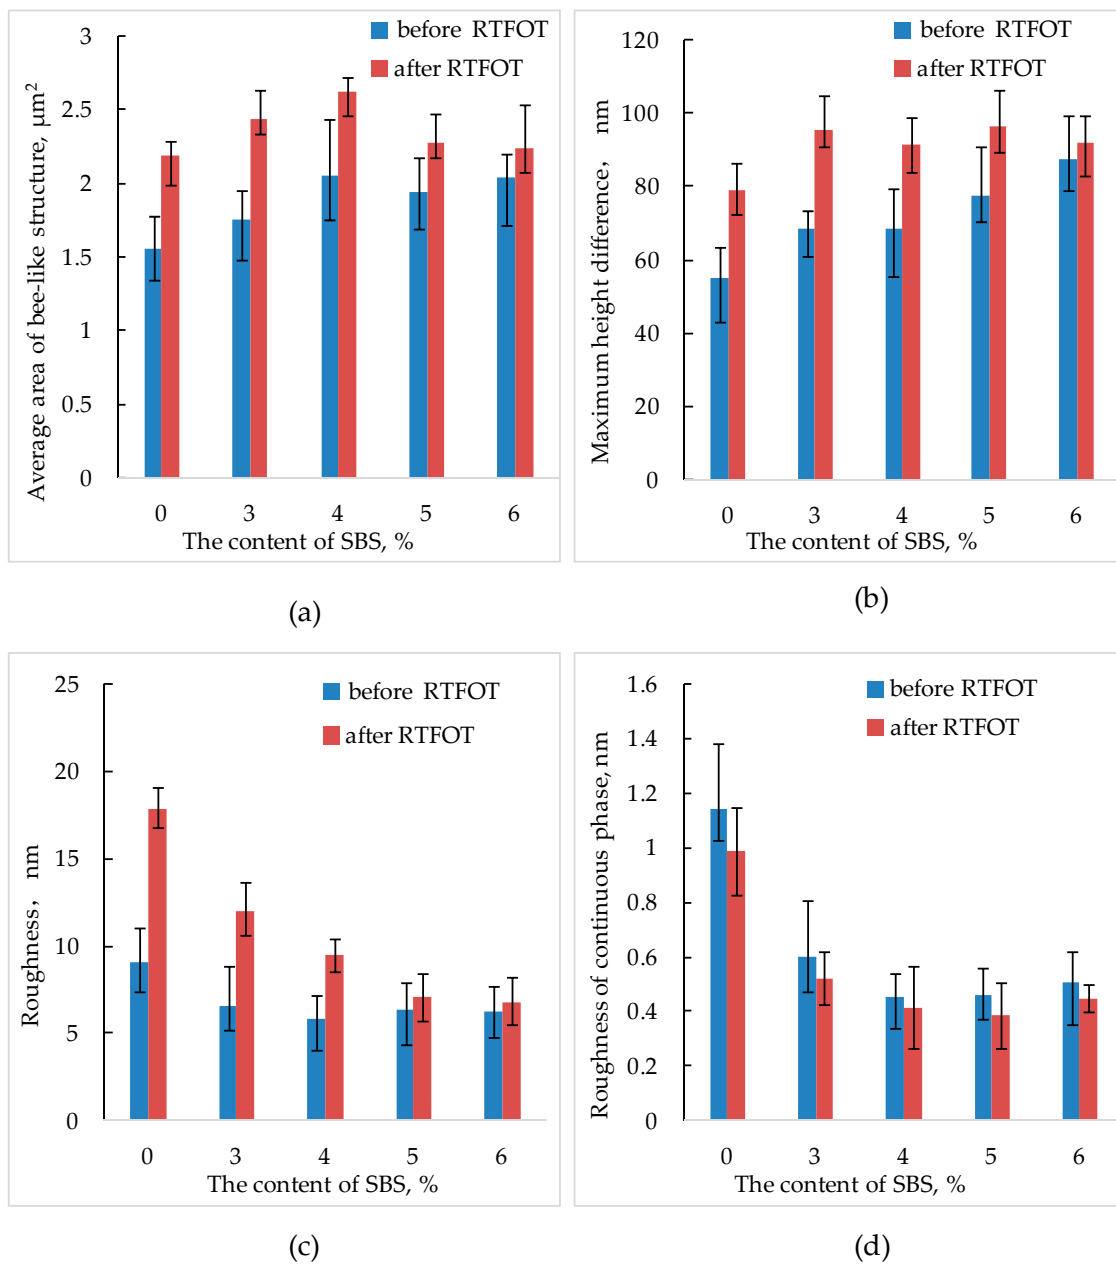 before RTFOT
after RTFOT
Average area of bee-like structure, μm²
3
2.5
2
1.5
1
0.5
0
0 3 4 5 6
The content of SBS, %
(a)
before RTFOT
after RTFOT
Maximum height difference, nm
120
100
80
60
40
20
0
0 3 4 5 6
The content of SBS, %
(b)
before RTFOT
after RTFOT
Roughness, nm
25
20
15
10
5
0
0 3 4 5 6
The content of SBS, %
(c)
before RTFOT
after RTFOT
Roughness of continuous phase, nm
1.6
1.4
1.2
1
0.8
0.6
0.4
0.2
0
0 3 4 5 6
The content of SBS, %
(d)